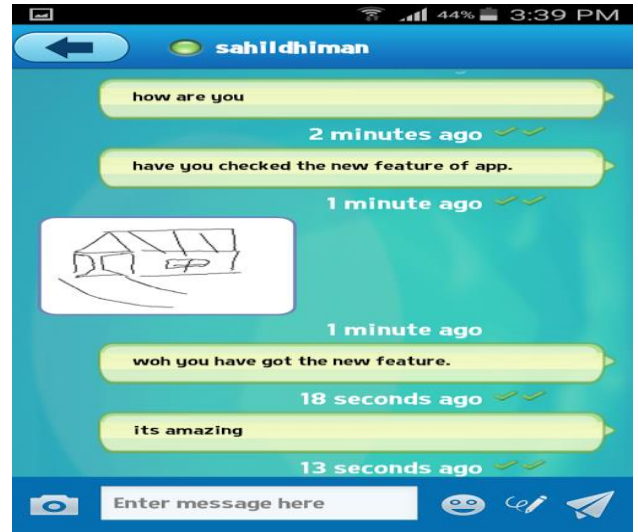 44% 3:39 PM
sahildhiman
how are you
2 minutes ago
have you checked the new feature of app.
1 minute ago
1 minute ago
woh you have got the new feature.
18 seconds ago
its amazing
13 seconds ago
Enter message here